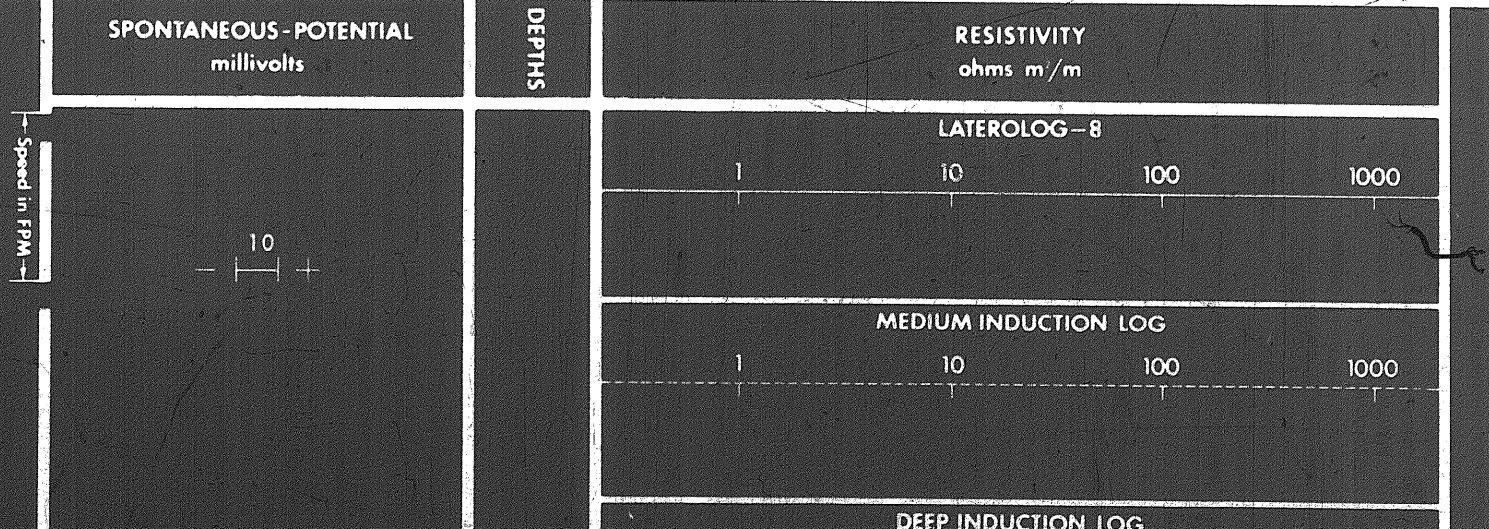 SPONTANEOUS-POTENTIAL
millivolts
DEPTHS
RESISTIVITY
ohms m²/m
Speed in FPM
10
LATEROLOG-8
1 10 100 1000
MEDIUM INDUCTION LOG
1 10 100 1000
DEEP INDUCTION LOG